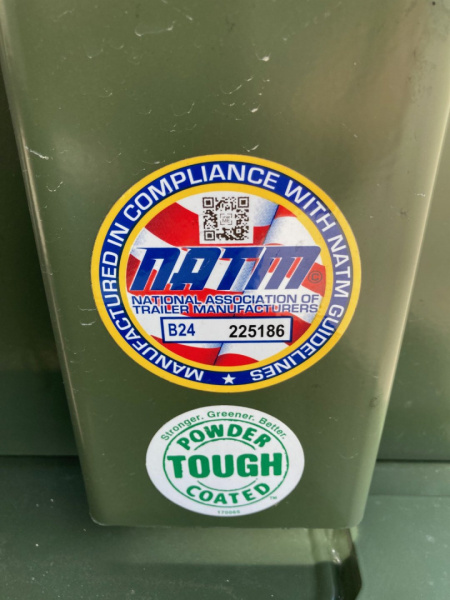 MANUFACTURED IN COMPLIANCE WITH NATM GUIDELINES
NATM
NATIONAL ASSOCIATION OF
TRAILER MANUFACTURERS
B24 225186
Stronger. Greener. Better.
POWDER
TOUGH
COATED